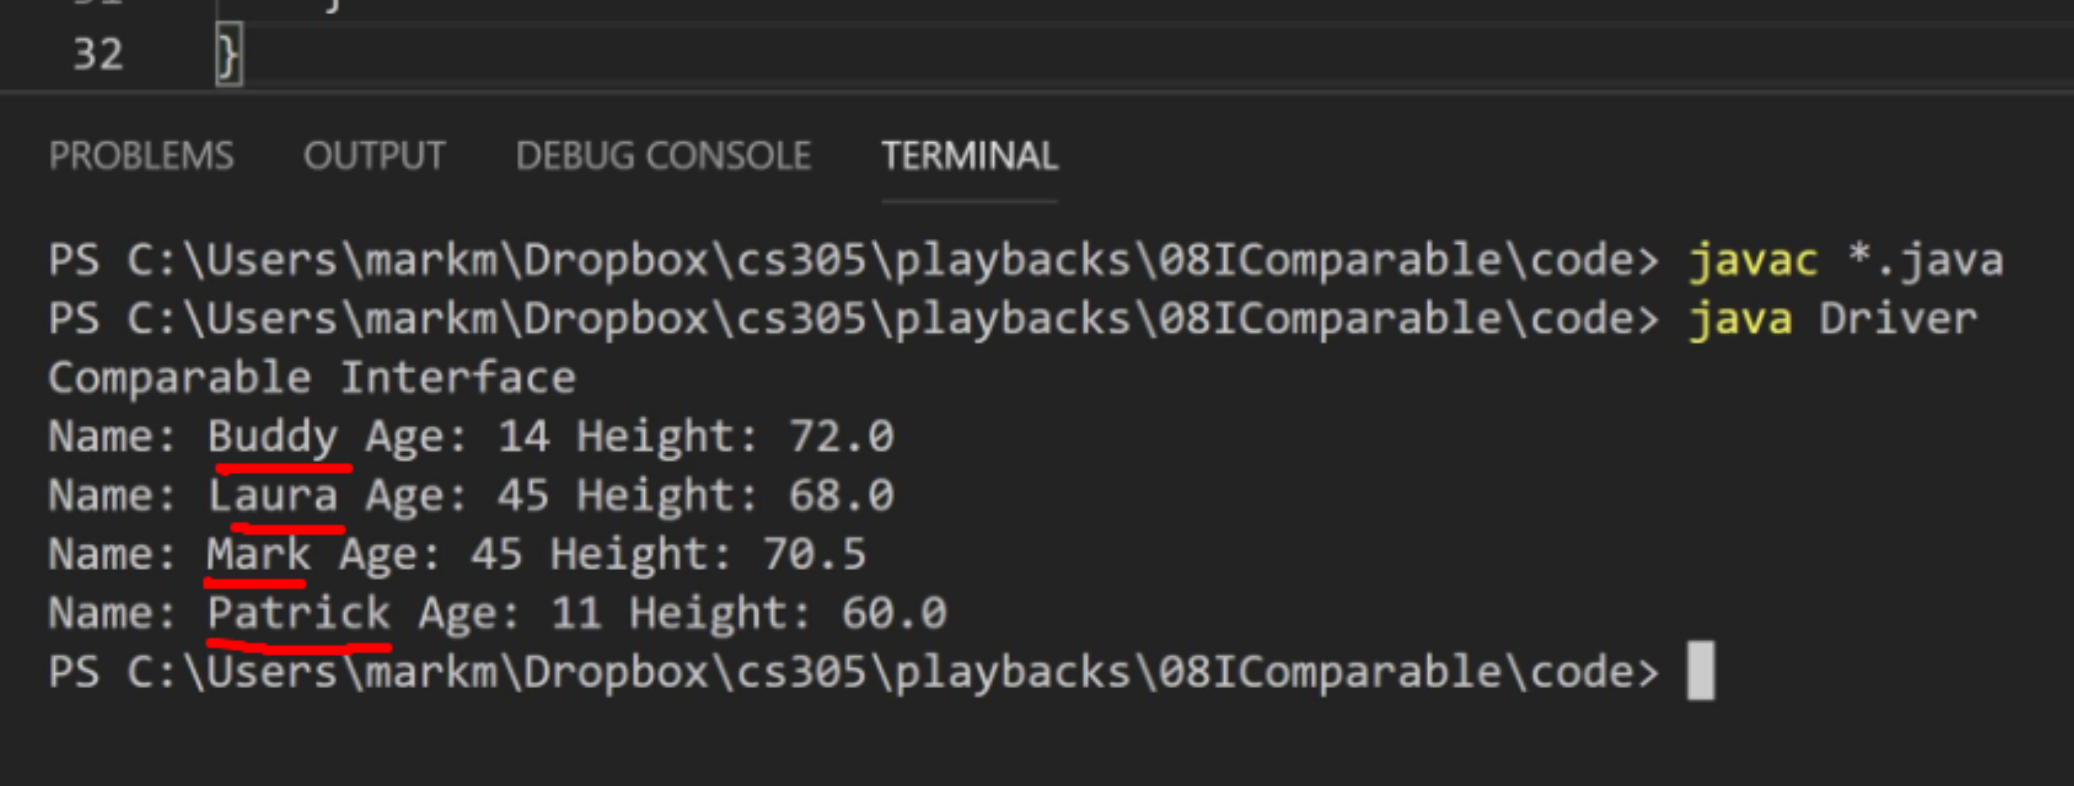 32 }
PROBLEMS OUTPUT DEBUG CONSOLE TERMINAL
PS C:\Users\markm\Dropbox\cs305\playbacks\08IComparable\code> javac *.java
PS C:\Users\markm\Dropbox\cs305\playbacks\08IComparable\code> java Driver
Comparable Interface
Name: Buddy Age: 14 Height: 72.0
Name: Laura Age: 45 Height: 68.0
Name: Mark Age: 45 Height: 70.5
Name: Patrick Age: 11 Height: 60.0
PS C:\Users\markm\Dropbox\cs305\playbacks\08IComparable\code>